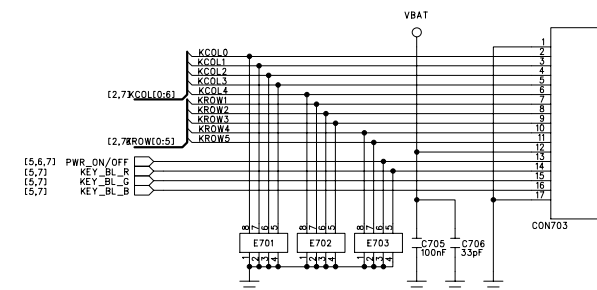 VBAT
KCOL0
KCOL1
KCOL2
KCOL3
[2,7] KCOL[0:6]
KCOL4
KROW1
KROW2
KROW3
KROW4
[2,7] KROW[0:5]
KROW5
[5,6,7] PWR_ON/OFF
[5,7] KEY_BL_R
[5,7] KEY_BL_G
[5,7] KEY_BL_B
1
2
3
4
5
6
7
8
9
10
11
12
13
14
15
16
17
CON703
8 7 6 5
E701
1 2 3 4
8 7 6 5
E702
1 2 3 4
8 7 6 5
E703
1 2 3 4
C705
100nF
C706
33pF